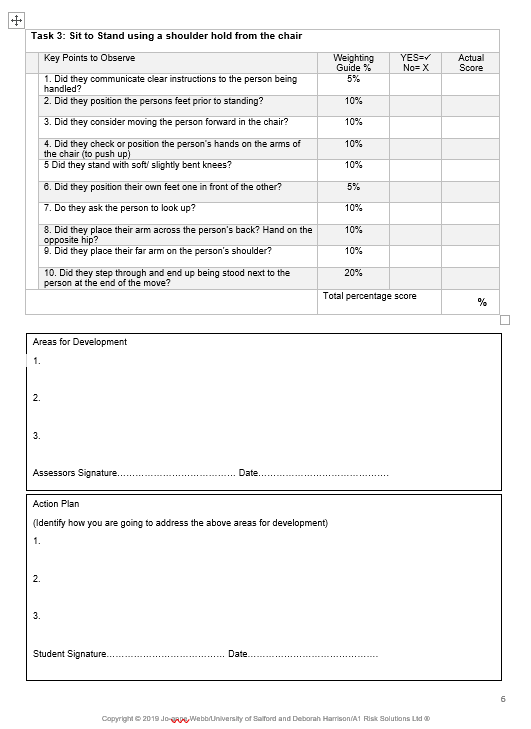 Task 3: Sit to Stand using a shoulder hold from the chair
Key Points to Observe
Weighting Guide %
YES=✓ No= X
Actual Score
1. Did they communicate clear instructions to the person being handled?
5%
2. Did they position the persons feet prior to standing?
10%
3. Did they consider moving the person forward in the chair?
10%
4. Did they check or position the person's hands on the arms of the chair (to push up)
10%
5 Did they stand with soft/ slightly bent knees?
10%
6. Did they position their own feet one in front of the other?
5%
7. Do they ask the person to look up?
10%
8. Did they place their arm across the person's back? Hand on the opposite hip?
10%
9. Did they place their far arm on the person's shoulder?
10%
10. Did they step through and end up being stood next to the person at the end of the move?
20%
Total percentage score
%
Areas for Development
1.
2.
3.
Assessors Signature………………………………… Date…………………………………….
Action Plan
(Identify how you are going to address the above areas for development)
1.
2.
3.
Student Signature………………………………… Date…………………………………….
6
Copyright © 2019 Jo-anne Webb/University of Salford and Deborah Harrison/A1 Risk Solutions Ltd ®